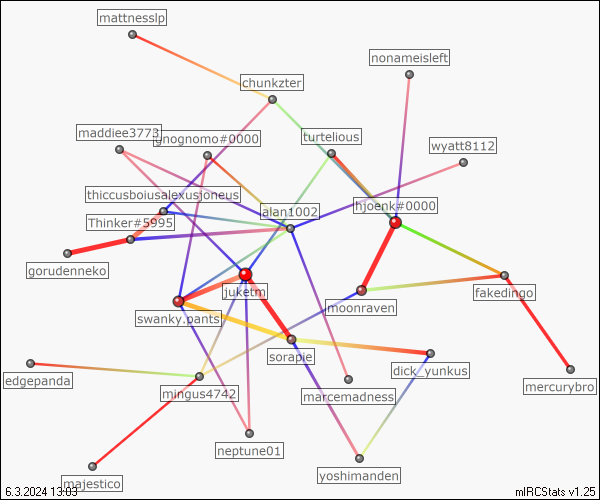 mattnesslp
nonameisleft
chunkzter
maddiee3773
gnognomo#0000
turtelious
wyatt8112
thiccusboiusalexusjoneus
hjoenk#0000
alan1002
Thinker#5995
gorudenneko
juketm
moonraven
fakedingo
swanky.pants
sorapie
dick_yunkus
edgepanda
mingus4742
marcemadness
mercurybro
neptune01
majestico
yoshimanden
6.3.2024 13:03
mIRCStats v1.25